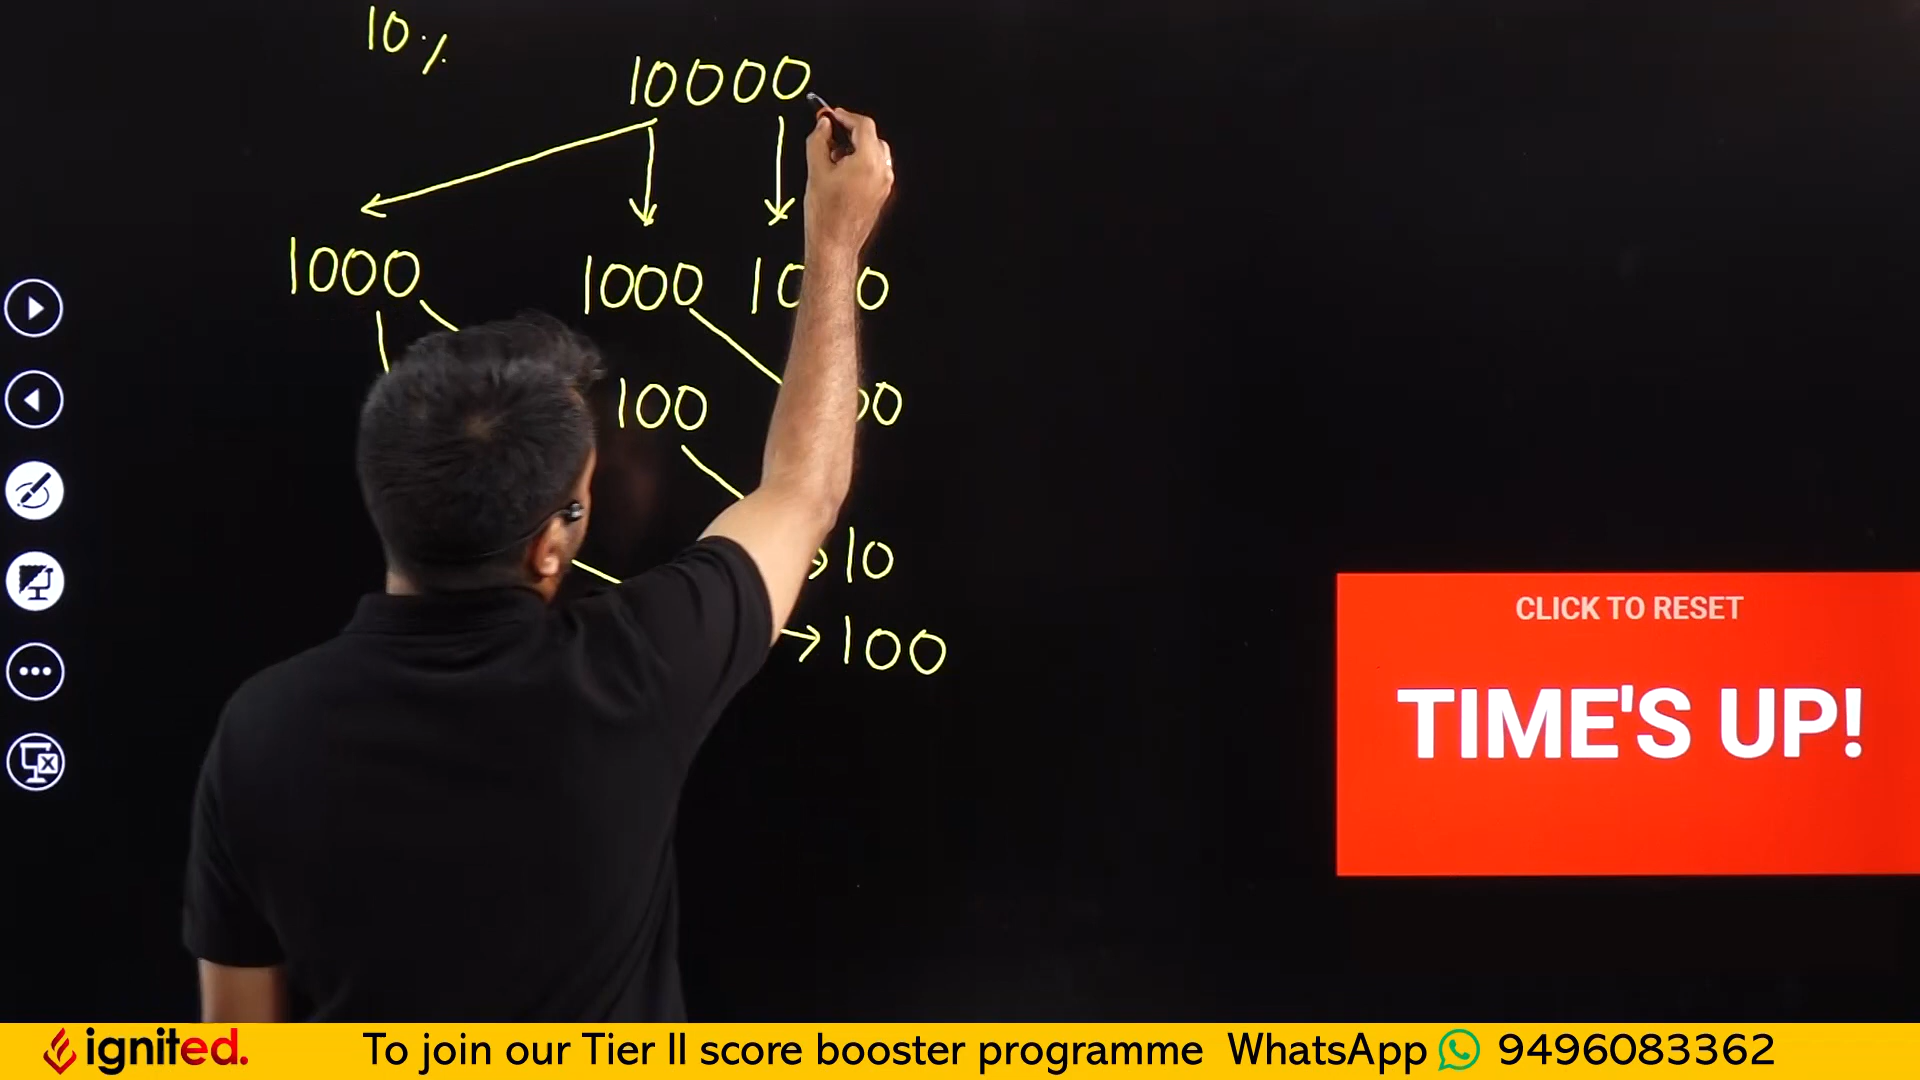 10%
10000
1000 1000
100
10
100
CLICK TO RESET
TIME'S UP!
ignited. To join our Tier II score booster programme WhatsApp 9496083362